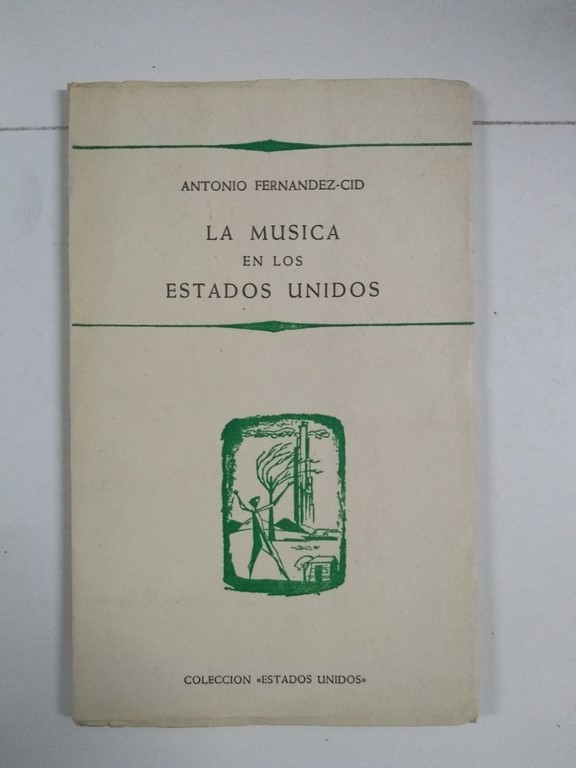 ANTONIO FERNANDEZ-CID
LA MUSICA
EN LOS
ESTADOS UNIDOS
COLECCION «ESTADOS UNIDOS»